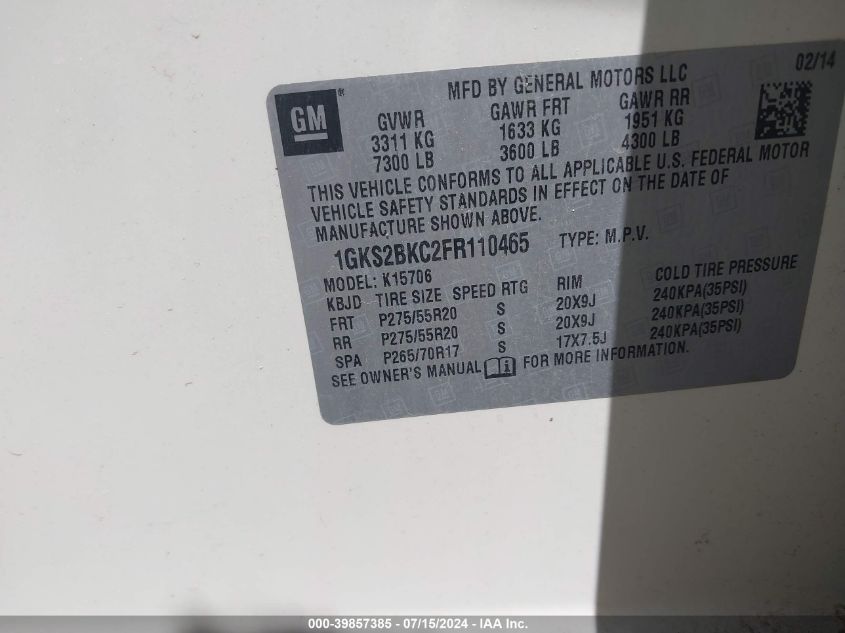 MFD BY GENERAL MOTORS LLC 02/14
GM®
GVWR GAWR FRT GAWR RR
3311 KG 1633 KG 1951 KG
7300 LB 3600 LB 4300 LB
THIS VEHICLE CONFORMS TO ALL APPLICABLE U.S. FEDERAL MOTOR
VEHICLE SAFETY STANDARDS IN EFFECT ON THE DATE OF
MANUFACTURE SHOWN ABOVE.
1GKS2BKC2FR110465 TYPE: M.P.V.
MODEL: K15706
KBJD TIRE SIZE SPEED RTG RIM COLD TIRE PRESSURE
FRT P275/55R20 S 20X9J 240KPA(35PSI)
RR P275/55R20 S 20X9J 240KPA(35PSI)
SPA P265/70R17 S 17X7.5J 240KPA(35PSI)
SEE OWNER'S MANUAL FOR MORE INFORMATION.
000-39857385 - 07/15/2024 - IAA Inc.